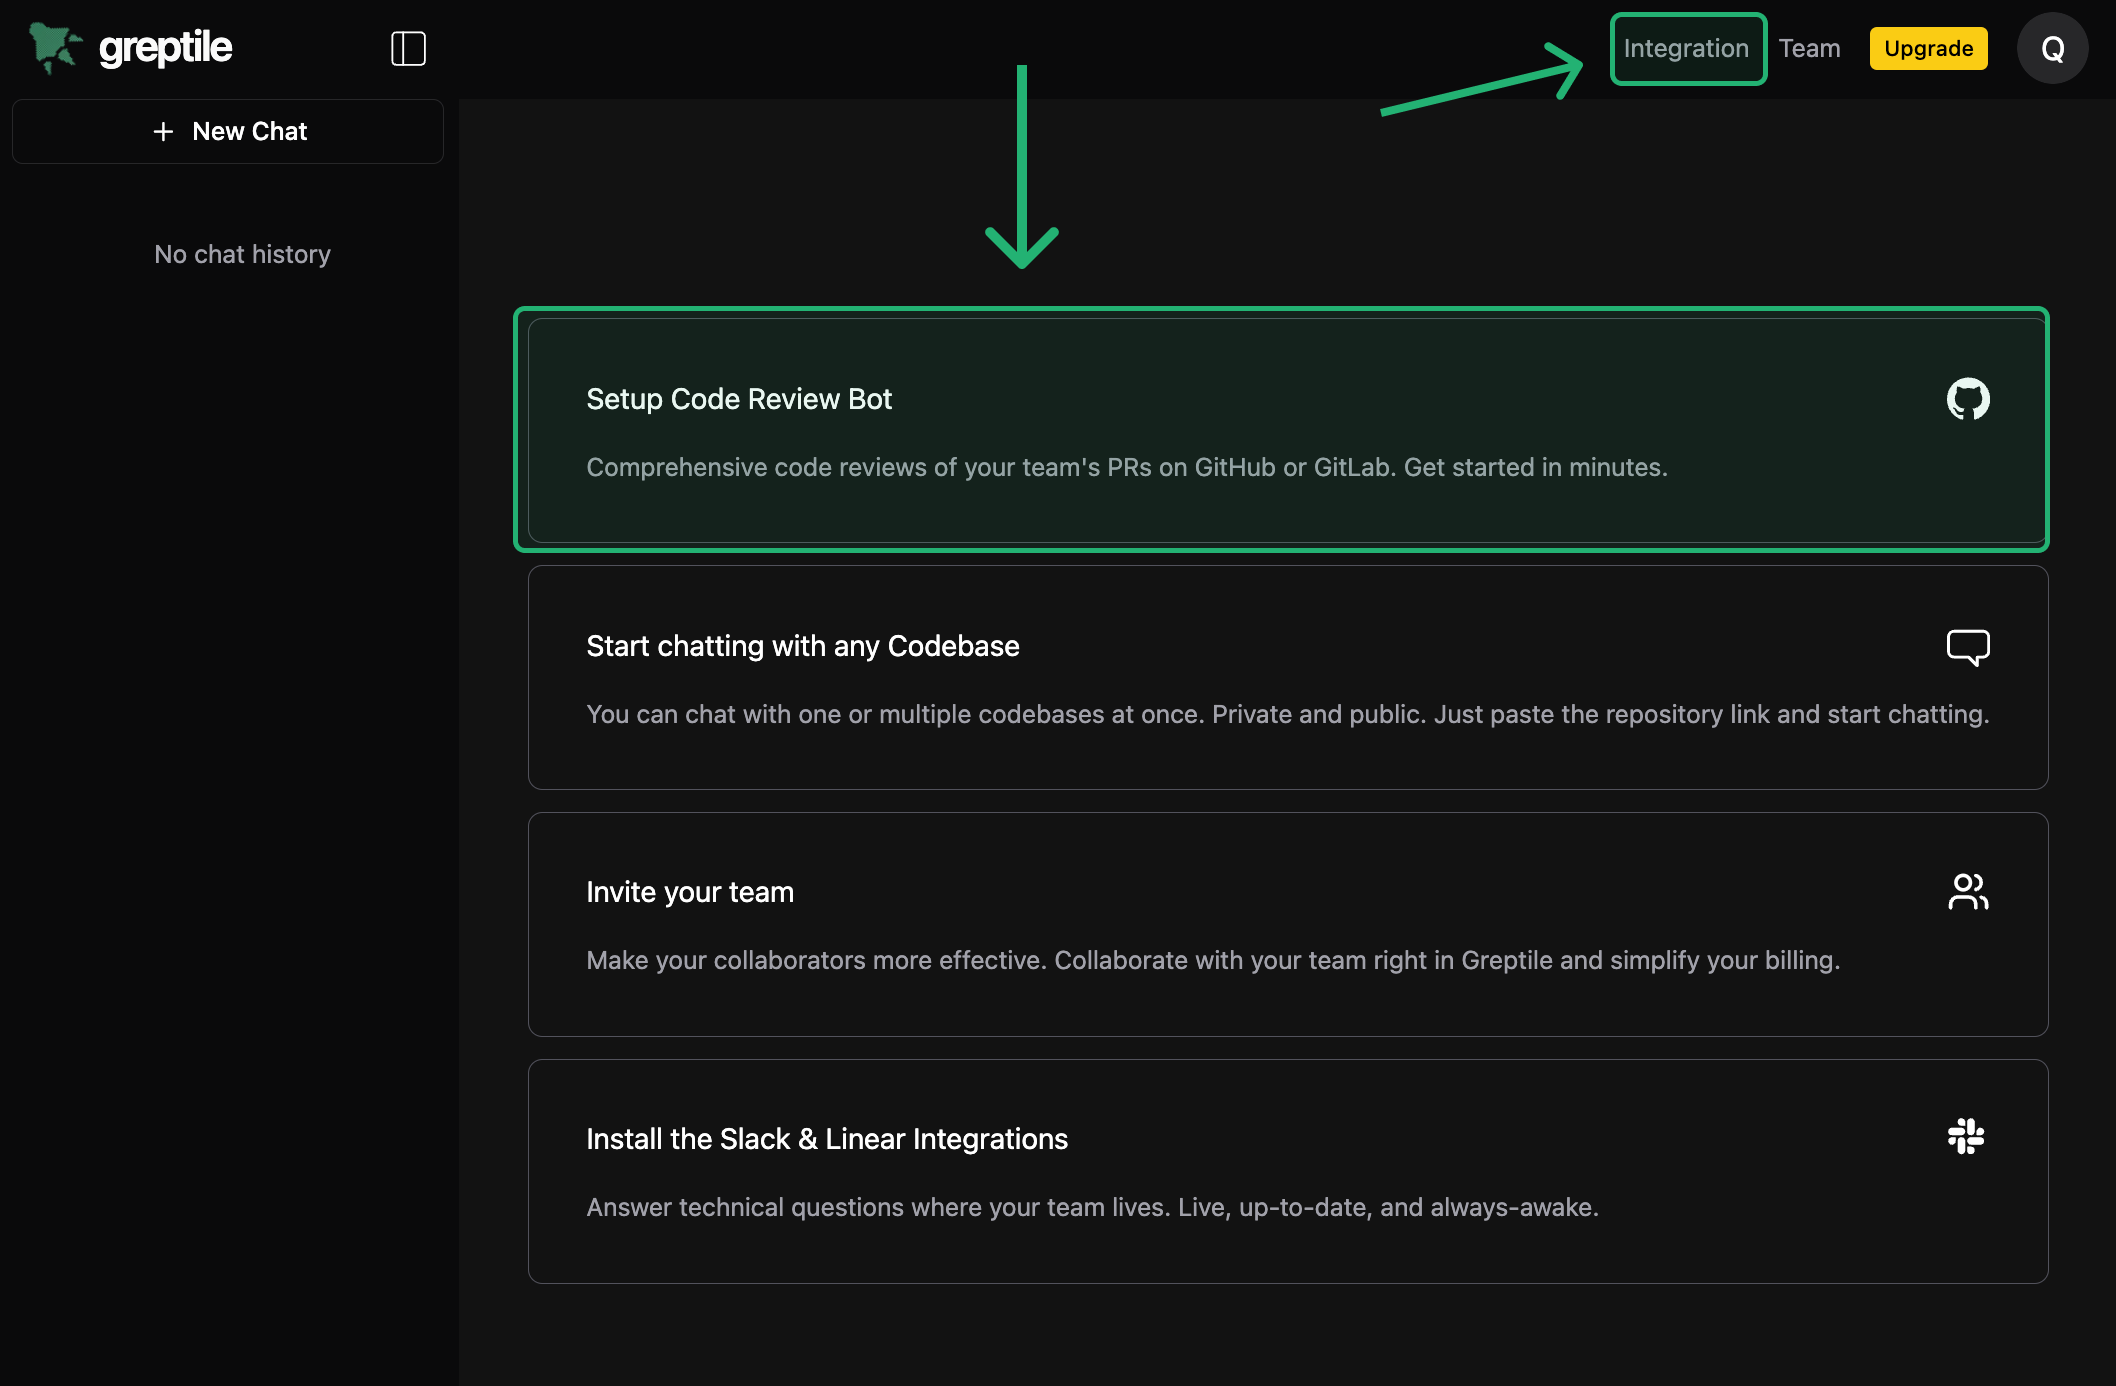 greptile
Integration
Team
Upgrade
Q
+ New Chat
No chat history
Setup Code Review Bot
Comprehensive code reviews of your team's PRs on GitHub or GitLab. Get started in minutes.
Start chatting with any Codebase
You can chat with one or multiple codebases at once. Private and public. Just paste the repository link and start chatting.
Invite your team
Make your collaborators more effective. Collaborate with your team right in Greptile and simplify your billing.
Install the Slack & Linear Integrations
Answer technical questions where your team lives. Live, up-to-date, and always-awake.